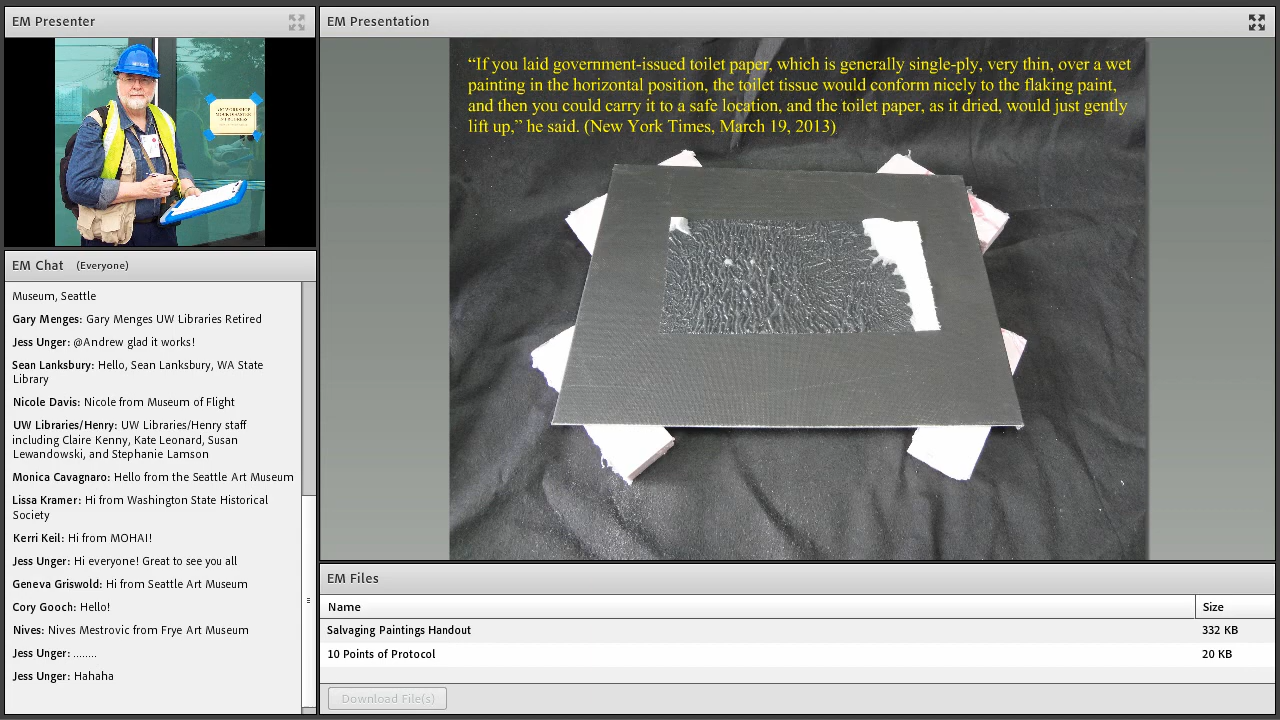 EM Presenter
EM Chat (Everyone)
Museum, Seattle
Gary Menges: Gary Menges UW Libraries Retired
Jess Unger: @Andrew glad it works!
Sean Lanksbury: Hello, Sean Lanksbury, WA State
Library
Nicole Davis: Nicole from Museum of Flight
UW Libraries/Henry: UW Libraries/Henry staff
including Claire Kenny, Kate Leonard, Susan
Lewandowski, and Stephanie Lamson
Monica Cavagnaro: Hello from the Seattle Art Museum
Lissa Kramer: Hi from Washington State Historical
Society
Kerri Keil: Hi from MOHAI!
Jess Unger: Hi everyone! Great to see you all
Geneva Griswold: Hi from Seattle Art Museum
Cory Gooch: Hello!
Nives: Nives Mestrovic from Frye Art Museum
Jess Unger: ........
Jess Unger: Hahaha
EM Presentation
“If you laid government-issued toilet paper, which is generally single-ply, very thin, over a wet
painting in the horizontal position, the toilet tissue would conform nicely to the flaking paint,
and then you could carry it to a safe location, and the toilet paper, as it dried, would just gently
lift up,” he said. (New York Times, March 19, 2013)
EM Files
Name Size
Salvaging Paintings Handout 332 KB
10 Points of Protocol 20 KB
Download File(s)